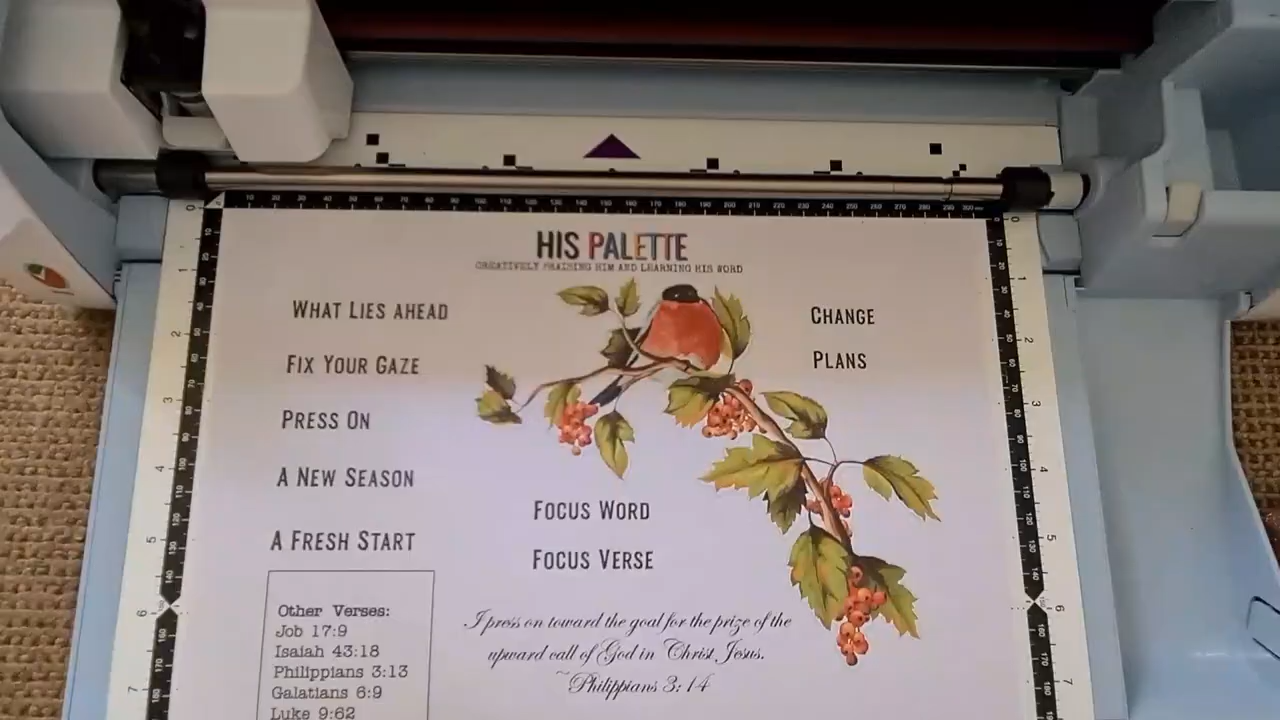 HIS PALETTE
CREATIVELY PRAISING HIM AND LEARNING HIS WORD
WHAT LIES AHEAD
FIX YOUR GAZE
PRESS ON
A NEW SEASON
A FRESH START
CHANGE
PLANS
FOCUS WORD
FOCUS VERSE
Other Verses:
Job 17:9
Isaiah 43:18
Philippians 3:13
Galatians 6:9
Luke 9:62
I press on toward the goal for the prize of the
upward call of God in Christ Jesus.
~Philippians 3:14